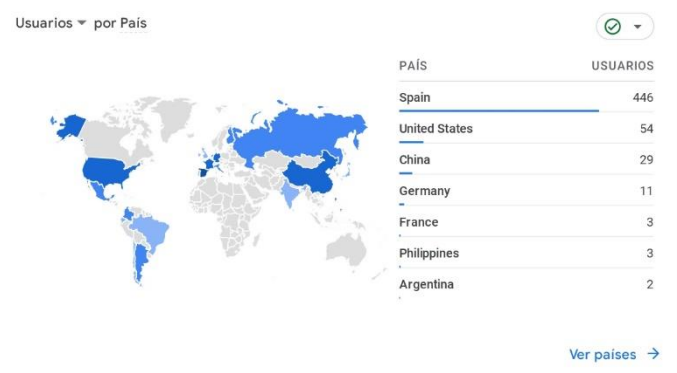 Usuarios por País
PAÍS USUARIOS
Spain 446
United States 54
China 29
Germany 11
France 3
Philippines 3
Argentina 2
Ver países